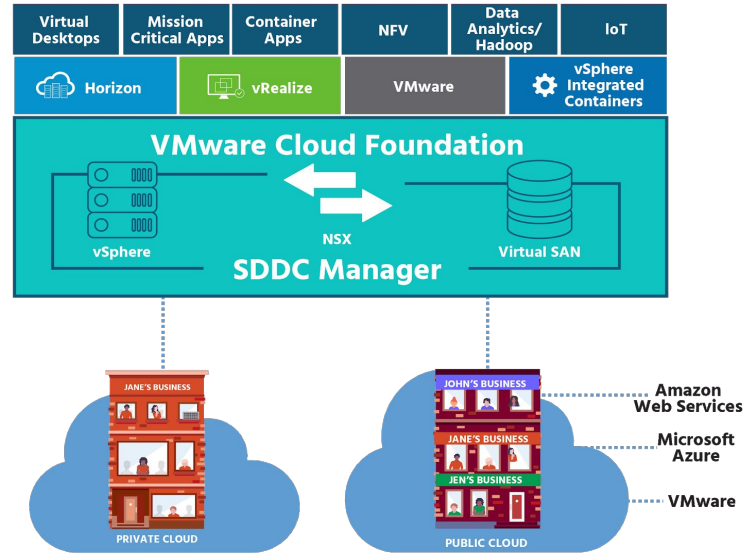 Virtual
Desktops
Mission
Critical Apps
Container
Apps
NFV
Data
Analytics/
Hadoop
IoT
Horizon
vRealize
VMware
vSphere
Integrated
Containers
VMware Cloud Foundation
vSphere
NSX
Virtual SAN
SDDC Manager
JANE'S BUSINESS
PRIVATE CLOUD
JOHN'S BUSINESS
JANE'S BUSINESS
JEN'S BUSINESS
PUBLIC CLOUD
Amazon
Web Services
Microsoft
Azure
VMware